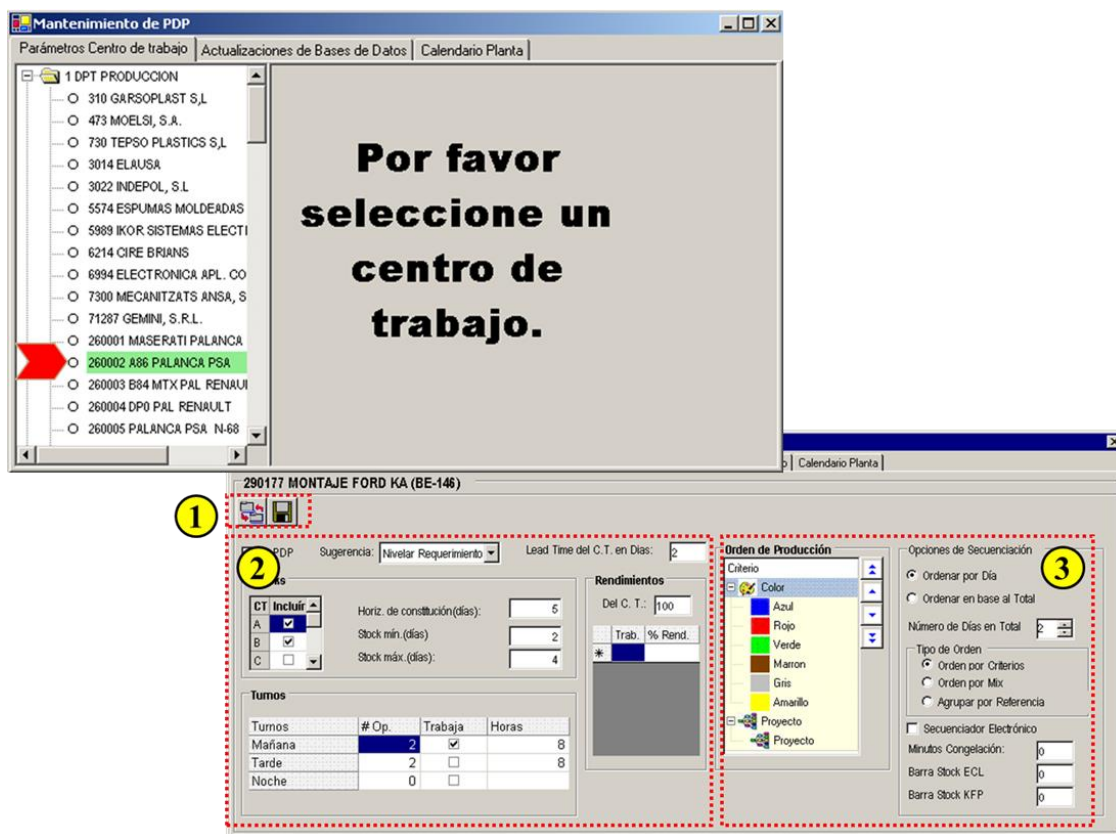 Mantenimiento de PDP
Parámetros Centro de trabajo Actualizaciones de Bases de Datos Calendario Planta
1 DPT PRODUCCION
310 GARSOPLAST S,L
473 MOELSI, S.A.
730 TEPSO PLASTICS S,L
3014 ELAUSA
3022 INDEPOL, S.L
5574 ESPUMAS MOLDEADAS
5989 IKOR SISTEMAS ELECTI
6214 CIRE BRIANS
6994 ELECTRONICA APL. CO
7300 MECANITZATS ANSA, S
71287 GEMINI, S.R.L.
260001 MASERATI PALANCA
260002 A86 PALANCA PSA
260003 B84 MTX PAL RENAUI
260004 DP0 PAL RENAULT
260005 PALANCA PSA N-68
Por favor
seleccione un
centro de
trabajo.
Calendario Planta
290177 MONTAJE FORD KA (BE-146)
1
2
PDP Sugerencia: Nivelar Requerimiento Lead Time del C.T. en Dias: 2
CT Incluir
A
B
C
Horiz. de constitución(días): 5
Stock mín.(días) 2
Stock máx.(días): 4
Rendimientos
Del C. T.: 100
Trab. % Rend.
*
Turnos
Turnos # Op. Trabaja Horas
Mañana 2 8
Tarde 2 8
Noche 0
Orden de Producción
Criterio
Color
Azul
Rojo
Verde
Marron
Gris
Amarillo
Proyecto
Proyecto
3
Opciones de Secuenciación
Ordenar por Día
Ordenar en base al Total
Número de Días en Total 2
Tipo de Orden
Orden por Criterios
Orden por Mix
Agrupar por Referencia
Secuenciador Electrónico
Minutos Congelación: 0
Barra Stock ECL 0
Barra Stock KFP 0